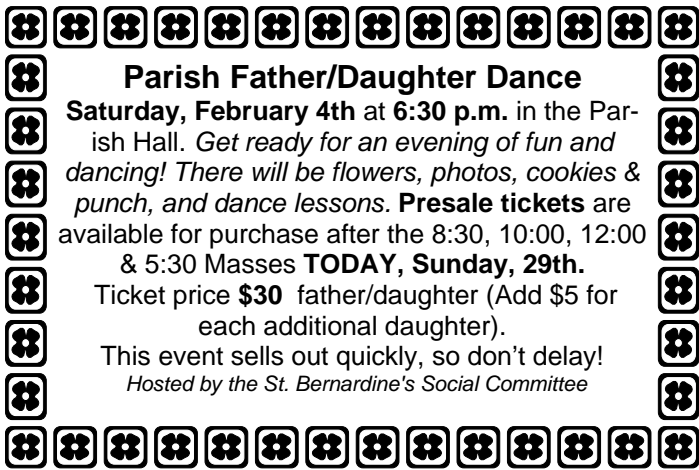 Parish Father/Daughter Dance
Saturday, February 4th at 6:30 p.m. in the Par-
ish Hall. Get ready for an evening of fun and
dancing! There will be flowers, photos, cookies &
punch, and dance lessons. Presale tickets are
available for purchase after the 8:30, 10:00, 12:00
& 5:30 Masses TODAY, Sunday, 29th.
Ticket price $30 father/daughter (Add $5 for
each additional daughter).
This event sells out quickly, so don't delay!
Hosted by the St. Bernardine's Social Committee